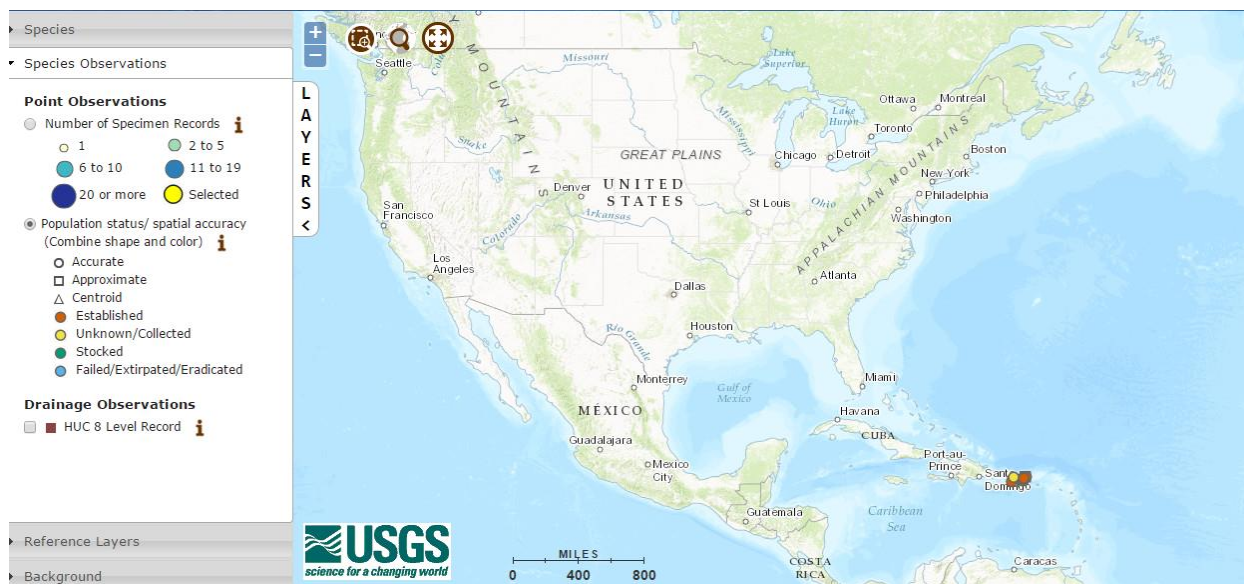 Species
Species Observations
Point Observations
Number of Specimen Records i
1
2 to 5
6 to 10
11 to 19
20 or more
Selected
Population status/ spatial accuracy
(Combine shape and color) i
Accurate
Approximate
Centroid
Established
Unknown/Collected
Stocked
Failed/Extirpated/Eradicated
Drainage Observations
HUC 8 Level Record i
Reference Layers
Background
+
−
LAYERS
<
Seattle
Missouri
Lake
Superior
MOUNTAINS
Ottawa
Montreal
Lake
Huron
Toronto
Mississippi
Snake
GREAT PLAINS
Chicago
Detroit
Boston
New York
Philadelphia
Washington
APPALACHIAN MOUNTAINS
Denver
UNITED
STATES
St Louis
Ohio
San
Francisco
Colorado
Arkansas
Los
Angeles
Atlanta
Dallas
Houston
Rio Grande
Monterrey
Miami
Gulf of
Mexico
Havana
MÉXICO
CUBA
Guadalajara
Mexico
City
Port-au-
Prince
Domingo
Guatemala
Caribbean
Sea
COSTA
RICA
Caracas
USGS
science for a changing world
MILES
0 400 800